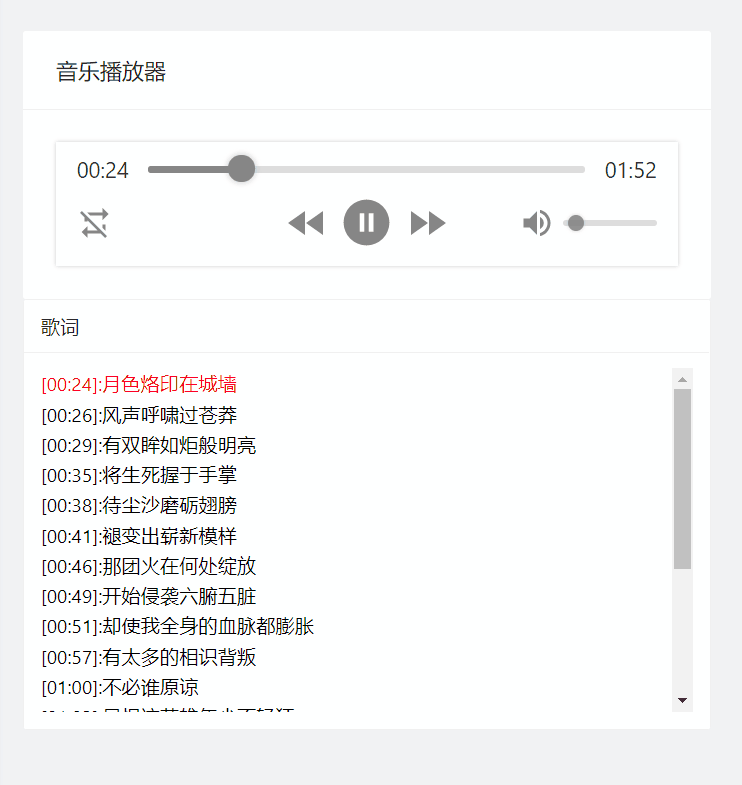 音乐播放器
00:24 01:52
歌词
[00:24]:月色烙印在城墙
[00:26]:风声呼啸过苍莽
[00:29]:有双眸如炬般明亮
[00:35]:将生死握于手掌
[00:38]:待尘沙磨砺翅膀
[00:41]:褪变出崭新模样
[00:46]:那团火在何处绽放
[00:49]:开始侵袭六腑五脏
[00:51]:却使我全身的血脉都膨胀
[00:57]:有太多的相识背叛
[01:00]:不必谁原谅